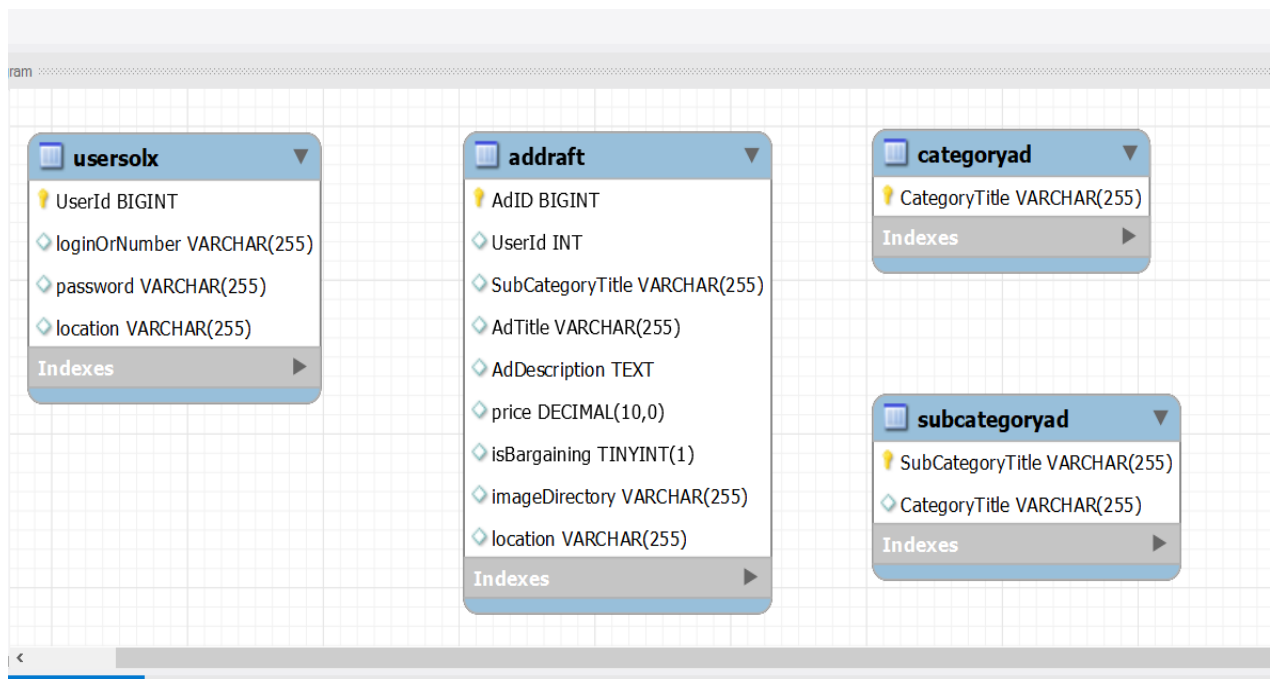 gram
usersolx
UserId BIGINT
loginOrNumber VARCHAR(255)
password VARCHAR(255)
location VARCHAR(255)
Indexes
addraft
AdID BIGINT
UserId INT
SubCategoryTitle VARCHAR(255)
AdTitle VARCHAR(255)
AdDescription TEXT
price DECIMAL(10,0)
isBargaining TINYINT(1)
imageDirectory VARCHAR(255)
location VARCHAR(255)
Indexes
categoryad
CategoryTitle VARCHAR(255)
Indexes
subcategoryad
SubCategoryTitle VARCHAR(255)
CategoryTitle VARCHAR(255)
Indexes